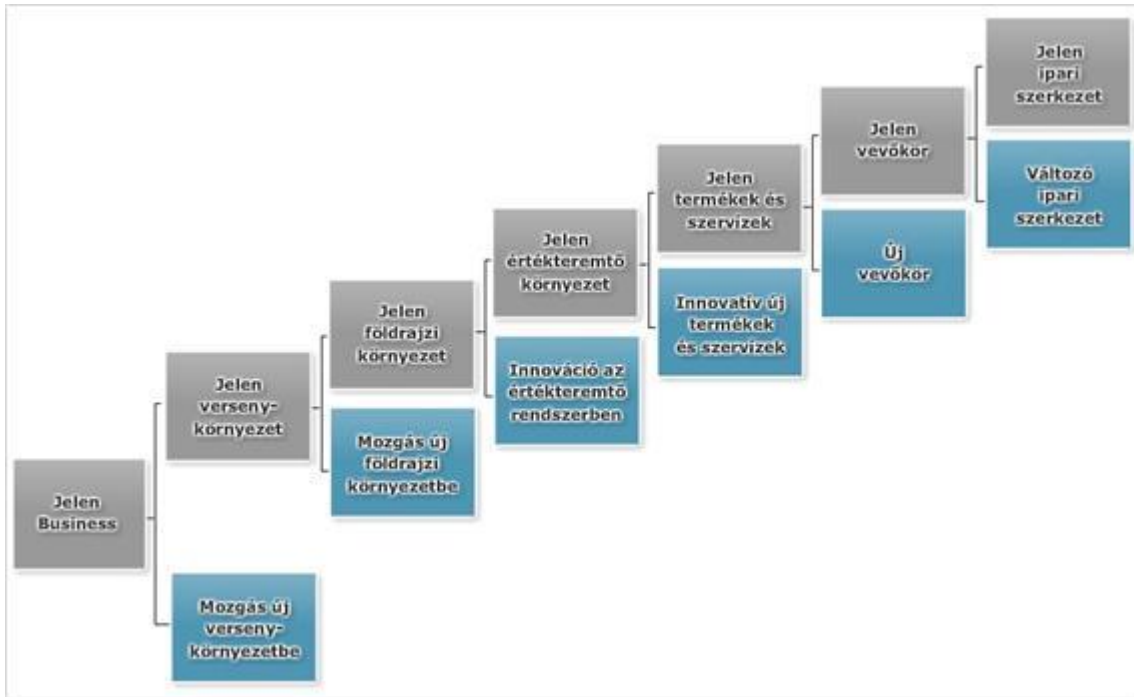 Jelen
Business
Jelen
verseny-
környezet
Mozgás új
verseny-
környezetbe
Jelen
földrajzi
környezet
Mozgás új
földrajzi
környezetbe
Jelen
értékteremtő
környezet
Innováció az
értékteremtő
rendszerben
Jelen
termékek és
szervízek
Innovatív új
termékek
és szervízek
Jelen
vevőkör
Új
vevőkör
Jelen
ipari
szerkezet
Változó
ipari
szerkezet